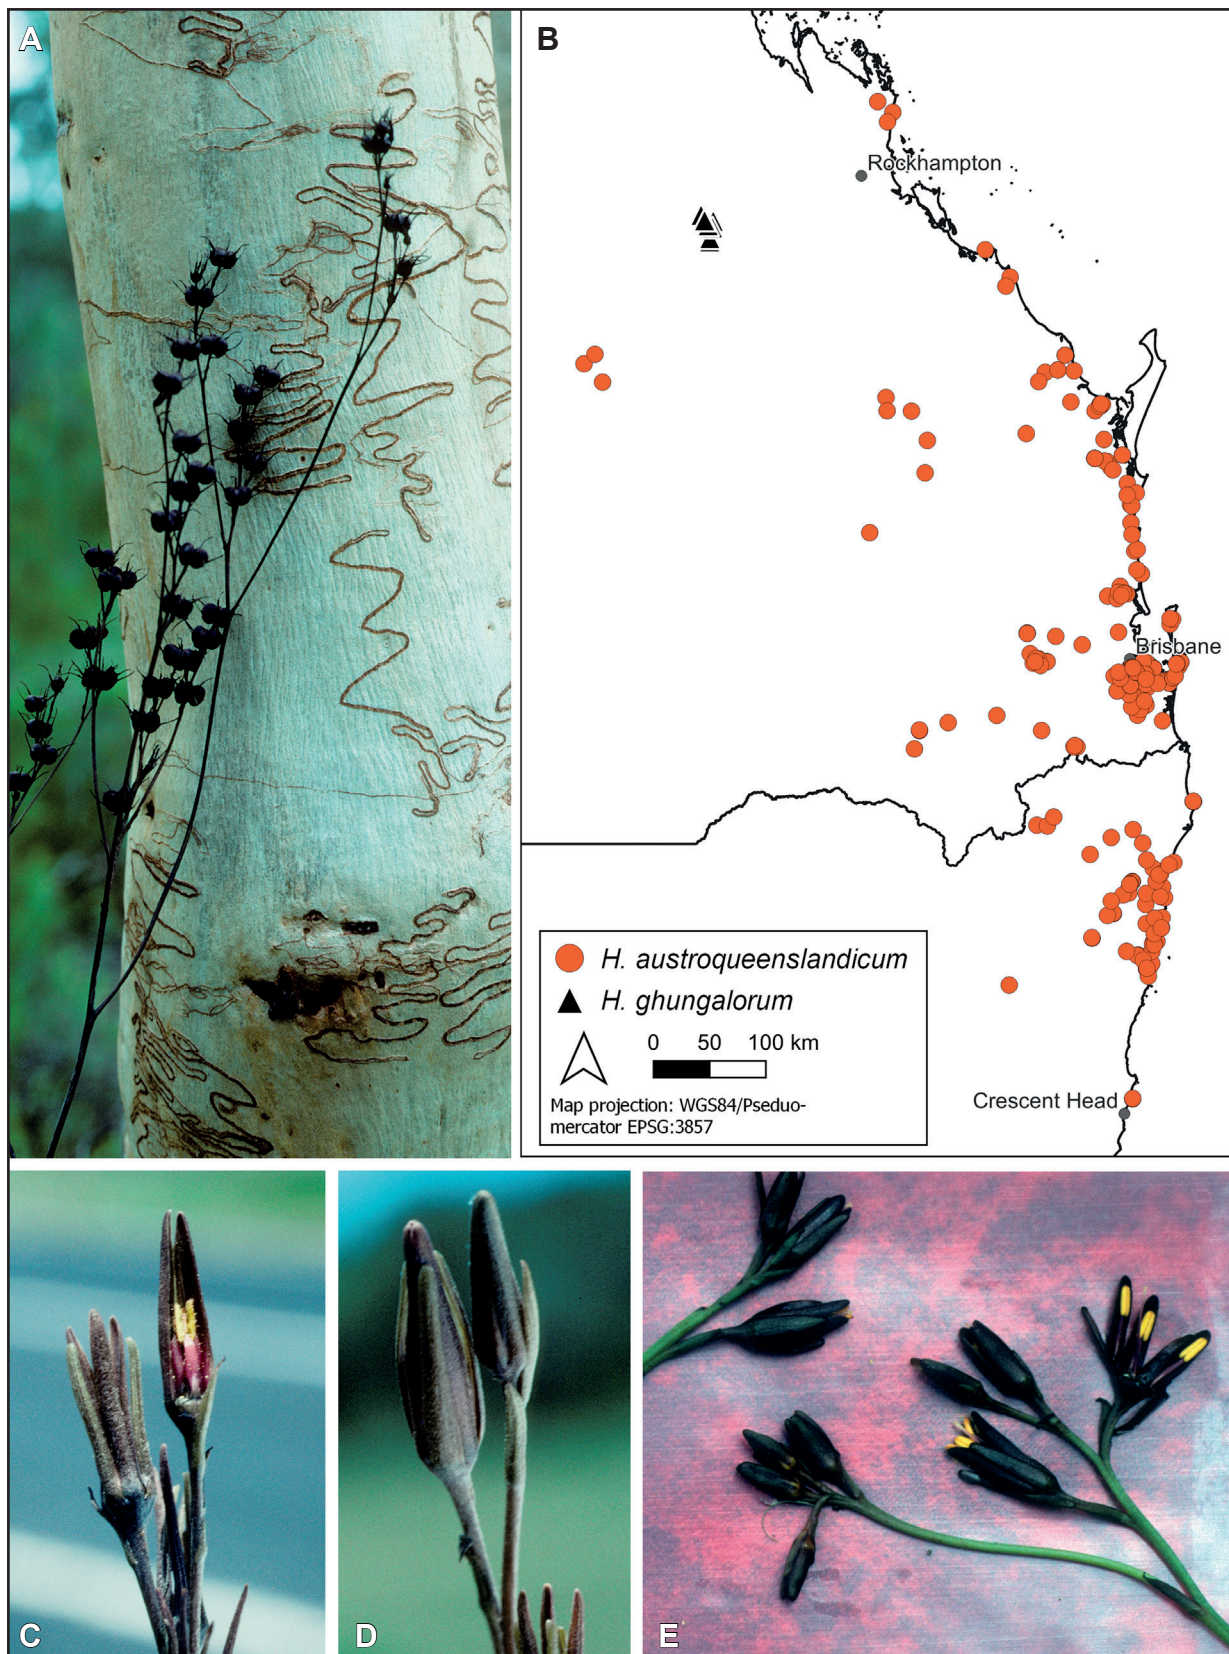 A
B
Rockhampton
Brisbane
H. austroqueenslandicum
H. ghungalorum
0 50 100 km
Map projection: WGS84/Pseduo-
mercator EPSG:3857
Crescent Head
C
D
E